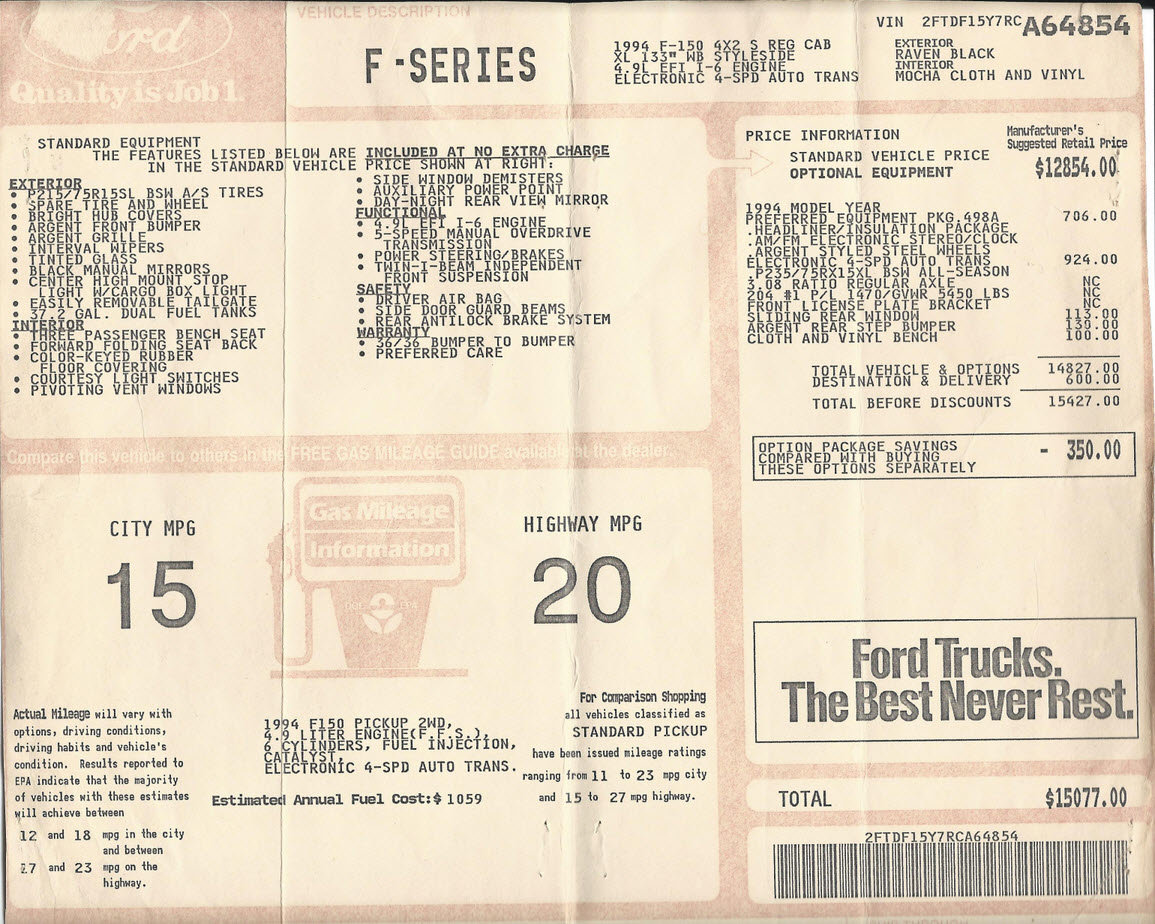 Ford
Quality is Job 1.
VEHICLE DESCRIPTION
F-SERIES
1994 F-150 4X2 S REG CAB
XL 133" WB STYLESIDE
4.9L EFI I-6 ENGINE
ELECTRONIC 4-SPD AUTO TRANS
VIN 2FTDF15Y7RCA64854
EXTERIOR
RAVEN BLACK
INTERIOR
MOCHA CLOTH AND VINYL
STANDARD EQUIPMENT
THE FEATURES LISTED BELOW ARE INCLUDED AT NO EXTRA CHARGE
IN THE STANDARD VEHICLE PRICE SHOWN AT RIGHT:
EXTERIOR
• P215/75R15SL BSW A/S TIRES
• SPARE TIRE AND WHEEL
• BRIGHT HUB COVERS
• ARGENT FRONT BUMPER
• ARGENT GRILLE
• INTERVAL WIPERS
• TINTED GLASS
• BLACK MANUAL MIRRORS
• CENTER HIGH MOUNT STOP
LIGHT W/CARGO BOX LIGHT
• EASILY REMOVABLE TAILGATE
• 37.2 GAL. DUAL FUEL TANKS
INTERIOR
• THREE PASSENGER BENCH SEAT
• FORWARD FOLDING SEAT BACK
• COLOR-KEYED RUBBER
FLOOR COVERING
• COURTESY LIGHT SWITCHES
• PIVOTING VENT WINDOWS
• SIDE WINDOW DEMISTERS
• AUXILIARY POWER POINT
• DAY-NIGHT REAR VIEW MIRROR
FUNCTIONAL
• 4.9L EFI I-6 ENGINE
• 5-SPEED MANUAL OVERDRIVE
TRANSMISSION
• POWER STEERING/BRAKES
• TWIN-I-BEAM INDEPENDENT
FRONT SUSPENSION
SAFETY
• DRIVER AIR BAG
• SIDE DOOR GUARD BEAMS
• REAR ANTILOCK BRAKE SYSTEM
WARRANTY
• 36/36 BUMPER TO BUMPER
• PREFERRED CARE
PRICE INFORMATION
Manufacturer's
Suggested Retail Price
STANDARD VEHICLE PRICE $12854.00
OPTIONAL EQUIPMENT
1994 MODEL YEAR
PREFERRED EQUIPMENT PKG.498A 706.00
.HEADLINER/INSULATION PACKAGE
.AM/FM ELECTRONIC STEREO/CLOCK
.ARGENT STYLED STEEL WHEELS
ELECTRONIC 4-SPD AUTO TRANS 924.00
.P235/75RX15XL BSW ALL-SEASON
3.08 RATIO REGULAR AXLE NC
204 #1 P/L 1470/GVWR 5450 LBS NC
FRONT LICENSE PLATE BRACKET NC
SLIDING REAR WINDOW 113.00
ARGENT REAR STEP BUMPER 130.00
CLOTH AND VINYL BENCH 100.00
TOTAL VEHICLE & OPTIONS 14827.00
DESTINATION & DELIVERY 600.00
TOTAL BEFORE DISCOUNTS 15427.00
OPTION PACKAGE SAVINGS
COMPARED WITH BUYING
THESE OPTIONS SEPARATELY
- 350.00
Compare this vehicle to others in the FREE GAS MILEAGE GUIDE available at the dealer.
CITY MPG
15
Gas Mileage
Information
DOE EPA
HIGHWAY MPG
20
Actual Mileage will vary with
options, driving conditions,
driving habits and vehicle's
condition. Results reported to
EPA indicate that the majority
of vehicles with these estimates
will achieve between
12 and 18 mpg in the city
and between
17 and 23 mpg on the
highway.
1994 F150 PICKUP 2WD,
4.9 LITER ENGINE(F.F.S.),
6 CYLINDERS, FUEL INJECTION,
CATALYST,
ELECTRONIC 4-SPD AUTO TRANS.
Estimated Annual Fuel Cost:$ 1059
For Comparison Shopping
all vehicles classified as
STANDARD PICKUP
have been issued mileage ratings
ranging from 11 to 23 mpg city
and 15 to 27 mpg highway.
Ford Trucks.
The Best Never Rest.
TOTAL $15077.00
2FTDF15Y7RCA64854